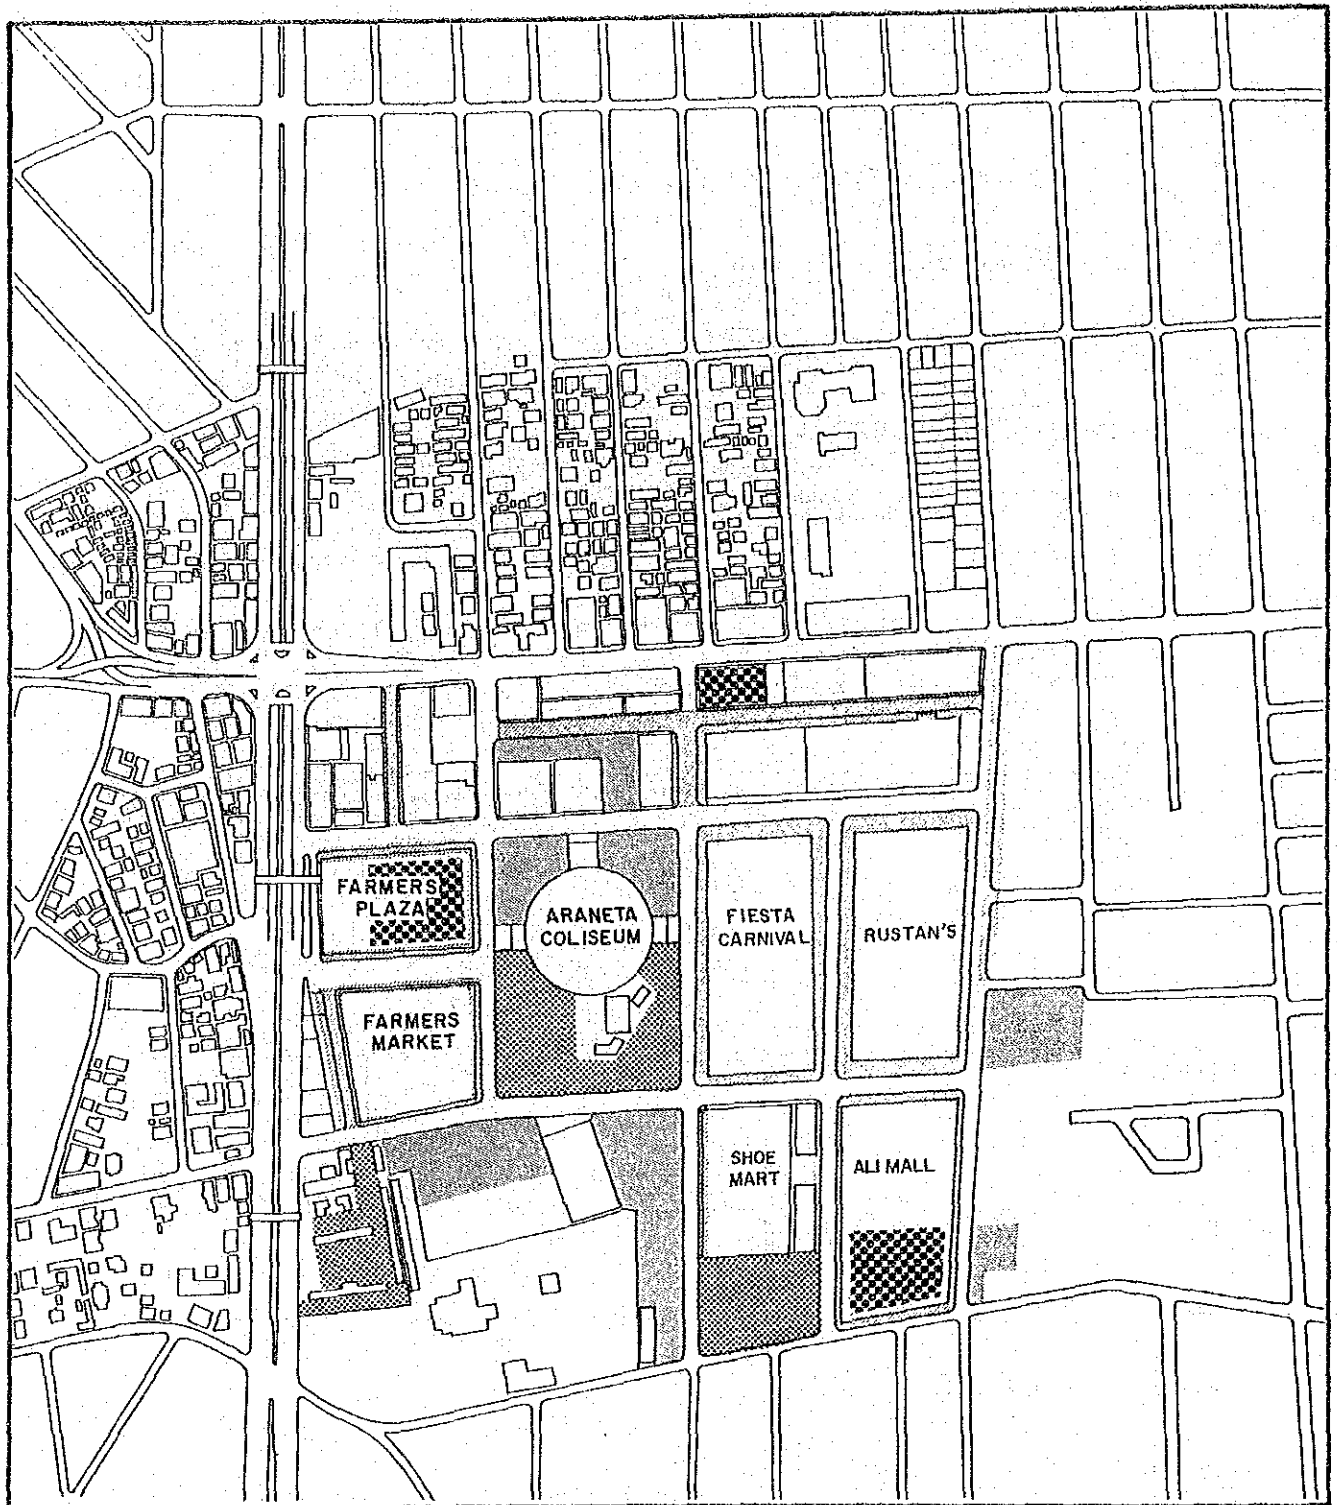 FARMERS
PLAZA
ARANETA
COLISEUM
FIESTA
CARNIVAL
RUSTAN'S
FARMERS
MARKET
SHOE
MART
ALI MALL